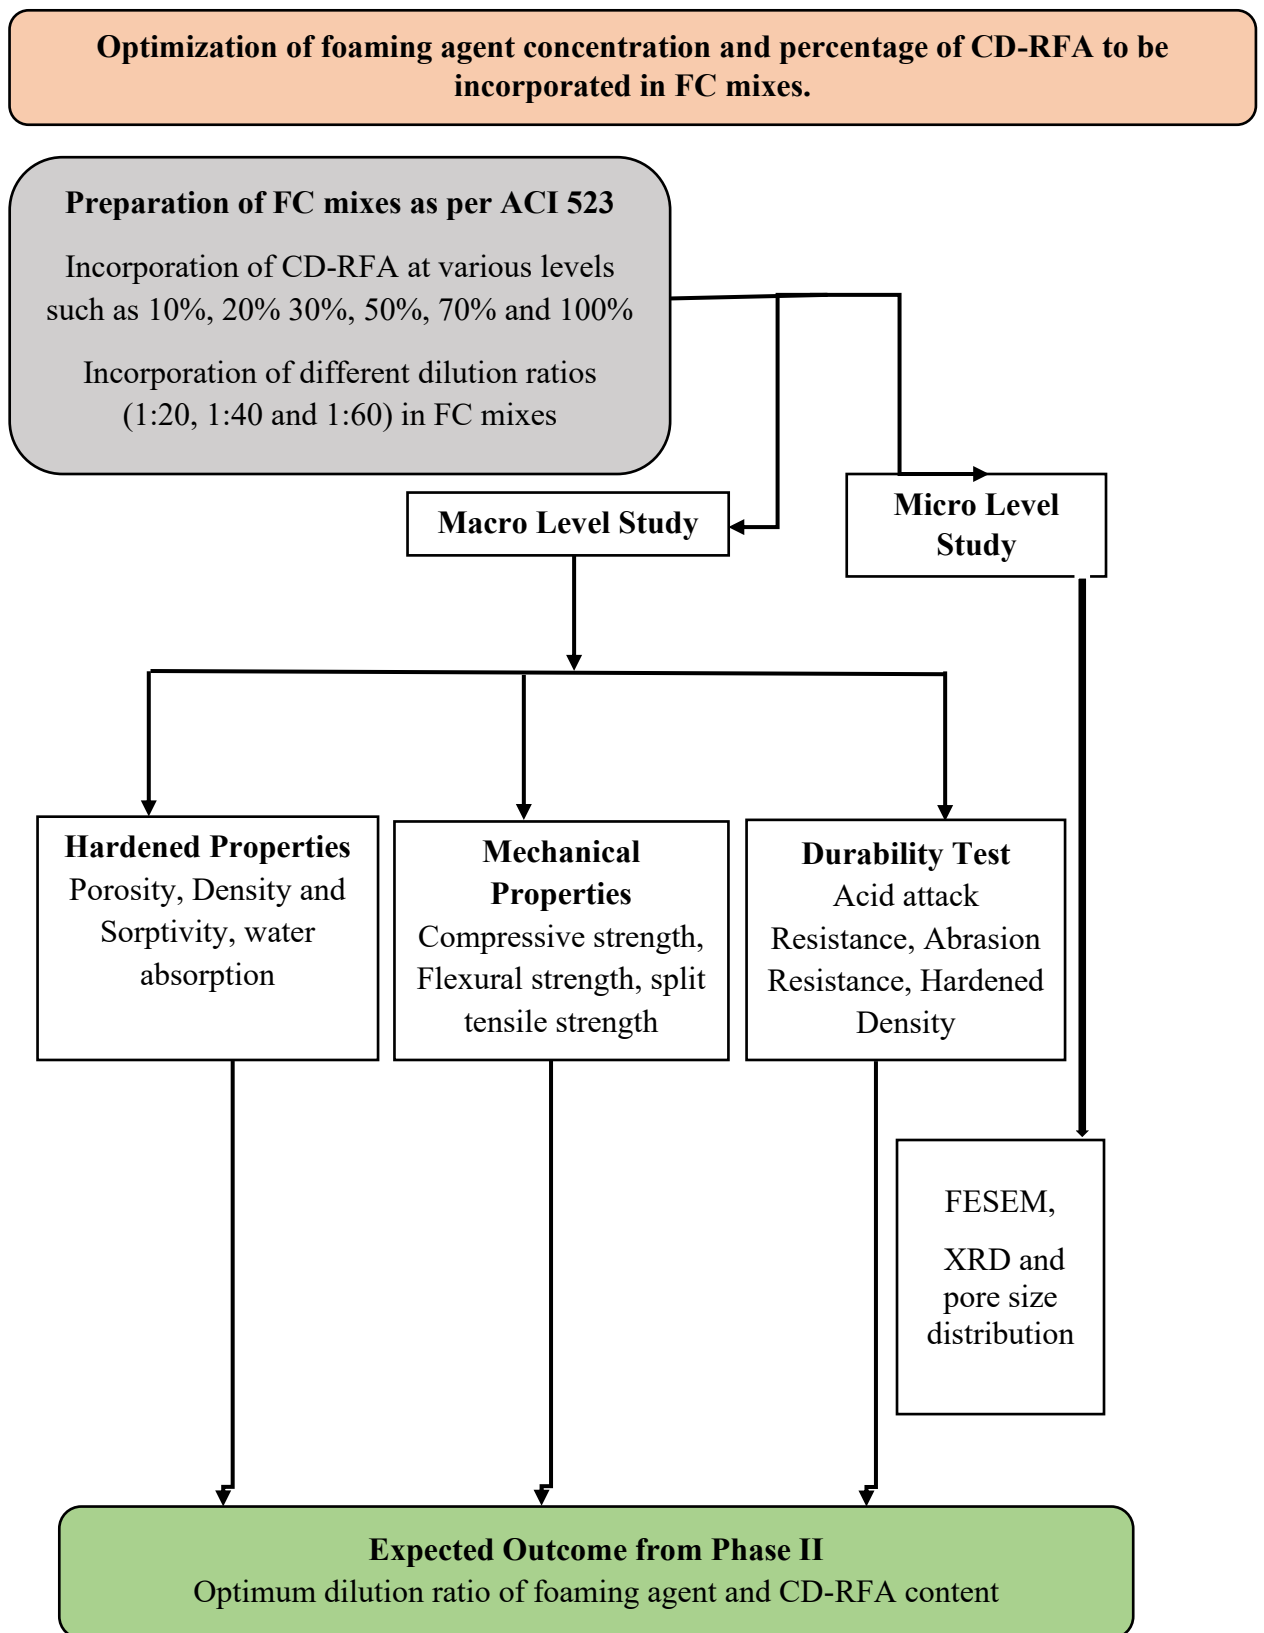 Optimization of foaming agent concentration and percentage of CD-RFA to be
incorporated in FC mixes.
Preparation of FC mixes as per ACI 523
Incorporation of CD-RFA at various levels
such as 10%, 20% 30%, 50%, 70% and 100%
Incorporation of different dilution ratios
(1:20, 1:40 and 1:60) in FC mixes
Macro Level Study
Micro Level
Study
Hardened Properties
Porosity, Density and
Sorptivity, water
absorption
Mechanical
Properties
Compressive strength,
Flexural strength, split
tensile strength
Durability Test
Acid attack
Resistance, Abrasion
Resistance, Hardened
Density
FESEM,
XRD and
pore size
distribution
Expected Outcome from Phase II
Optimum dilution ratio of foaming agent and CD-RFA content